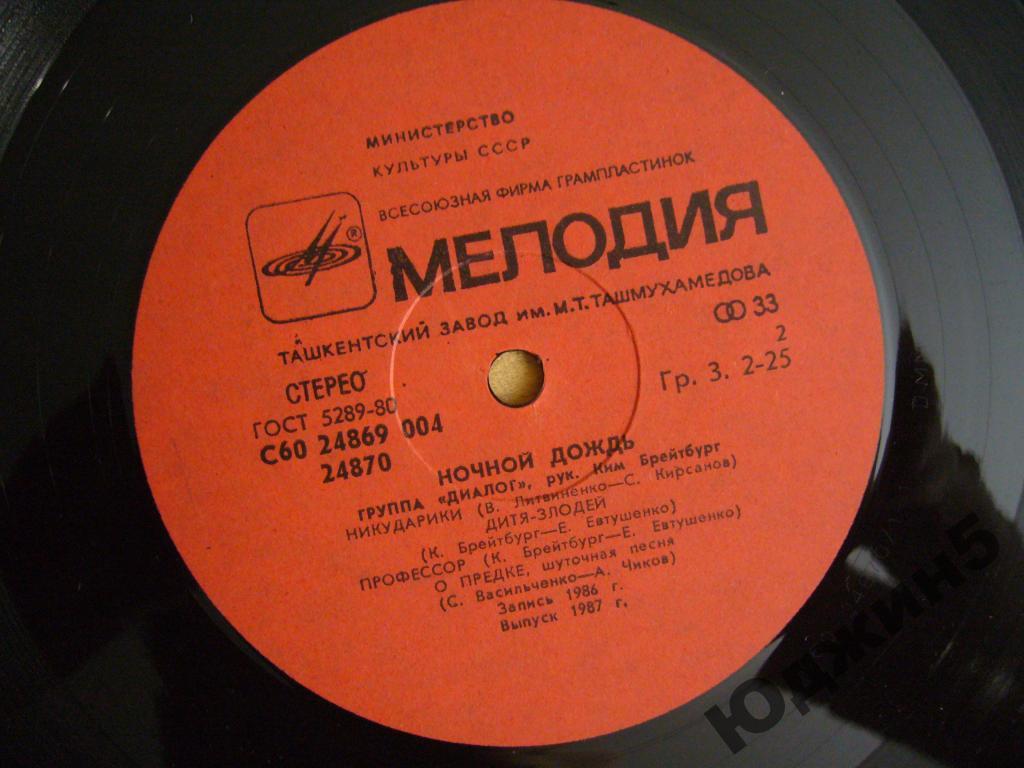 МИНИСТЕРСТВО
КУЛЬТУРЫ СССР
ВСЕСОЮЗНАЯ ФИРМА ГРАМПЛАСТИНОК
®
МЕЛОДИЯ
ТАШКЕНТСКИЙ ЗАВОД им. М.Т.ТАШМУХАМЕДОВА
СТЕРЕО
33
ГОСТ 5289-80
2
С60 24869 004
Гр. 3. 2-25
24870
НОЧНОЙ ДОЖДЬ
ГРУППА «ДИАЛОГ», рук. Ким Брейтбург
НИКУДАРИКИ (В. Литвиненко—С. Кирсанов)
ДИТЯ-ЗЛОДЕЙ
(К. Брейтбург—Е. Евтушенко)
ПРОФЕССОР (К. Брейтбург—Е. Евтушенко)
О ПРЕДКЕ, шуточная песня
(С. Васильченко—А. Чиков)
Запись 1986 г.
Выпуск 1987 г.
Юджин5